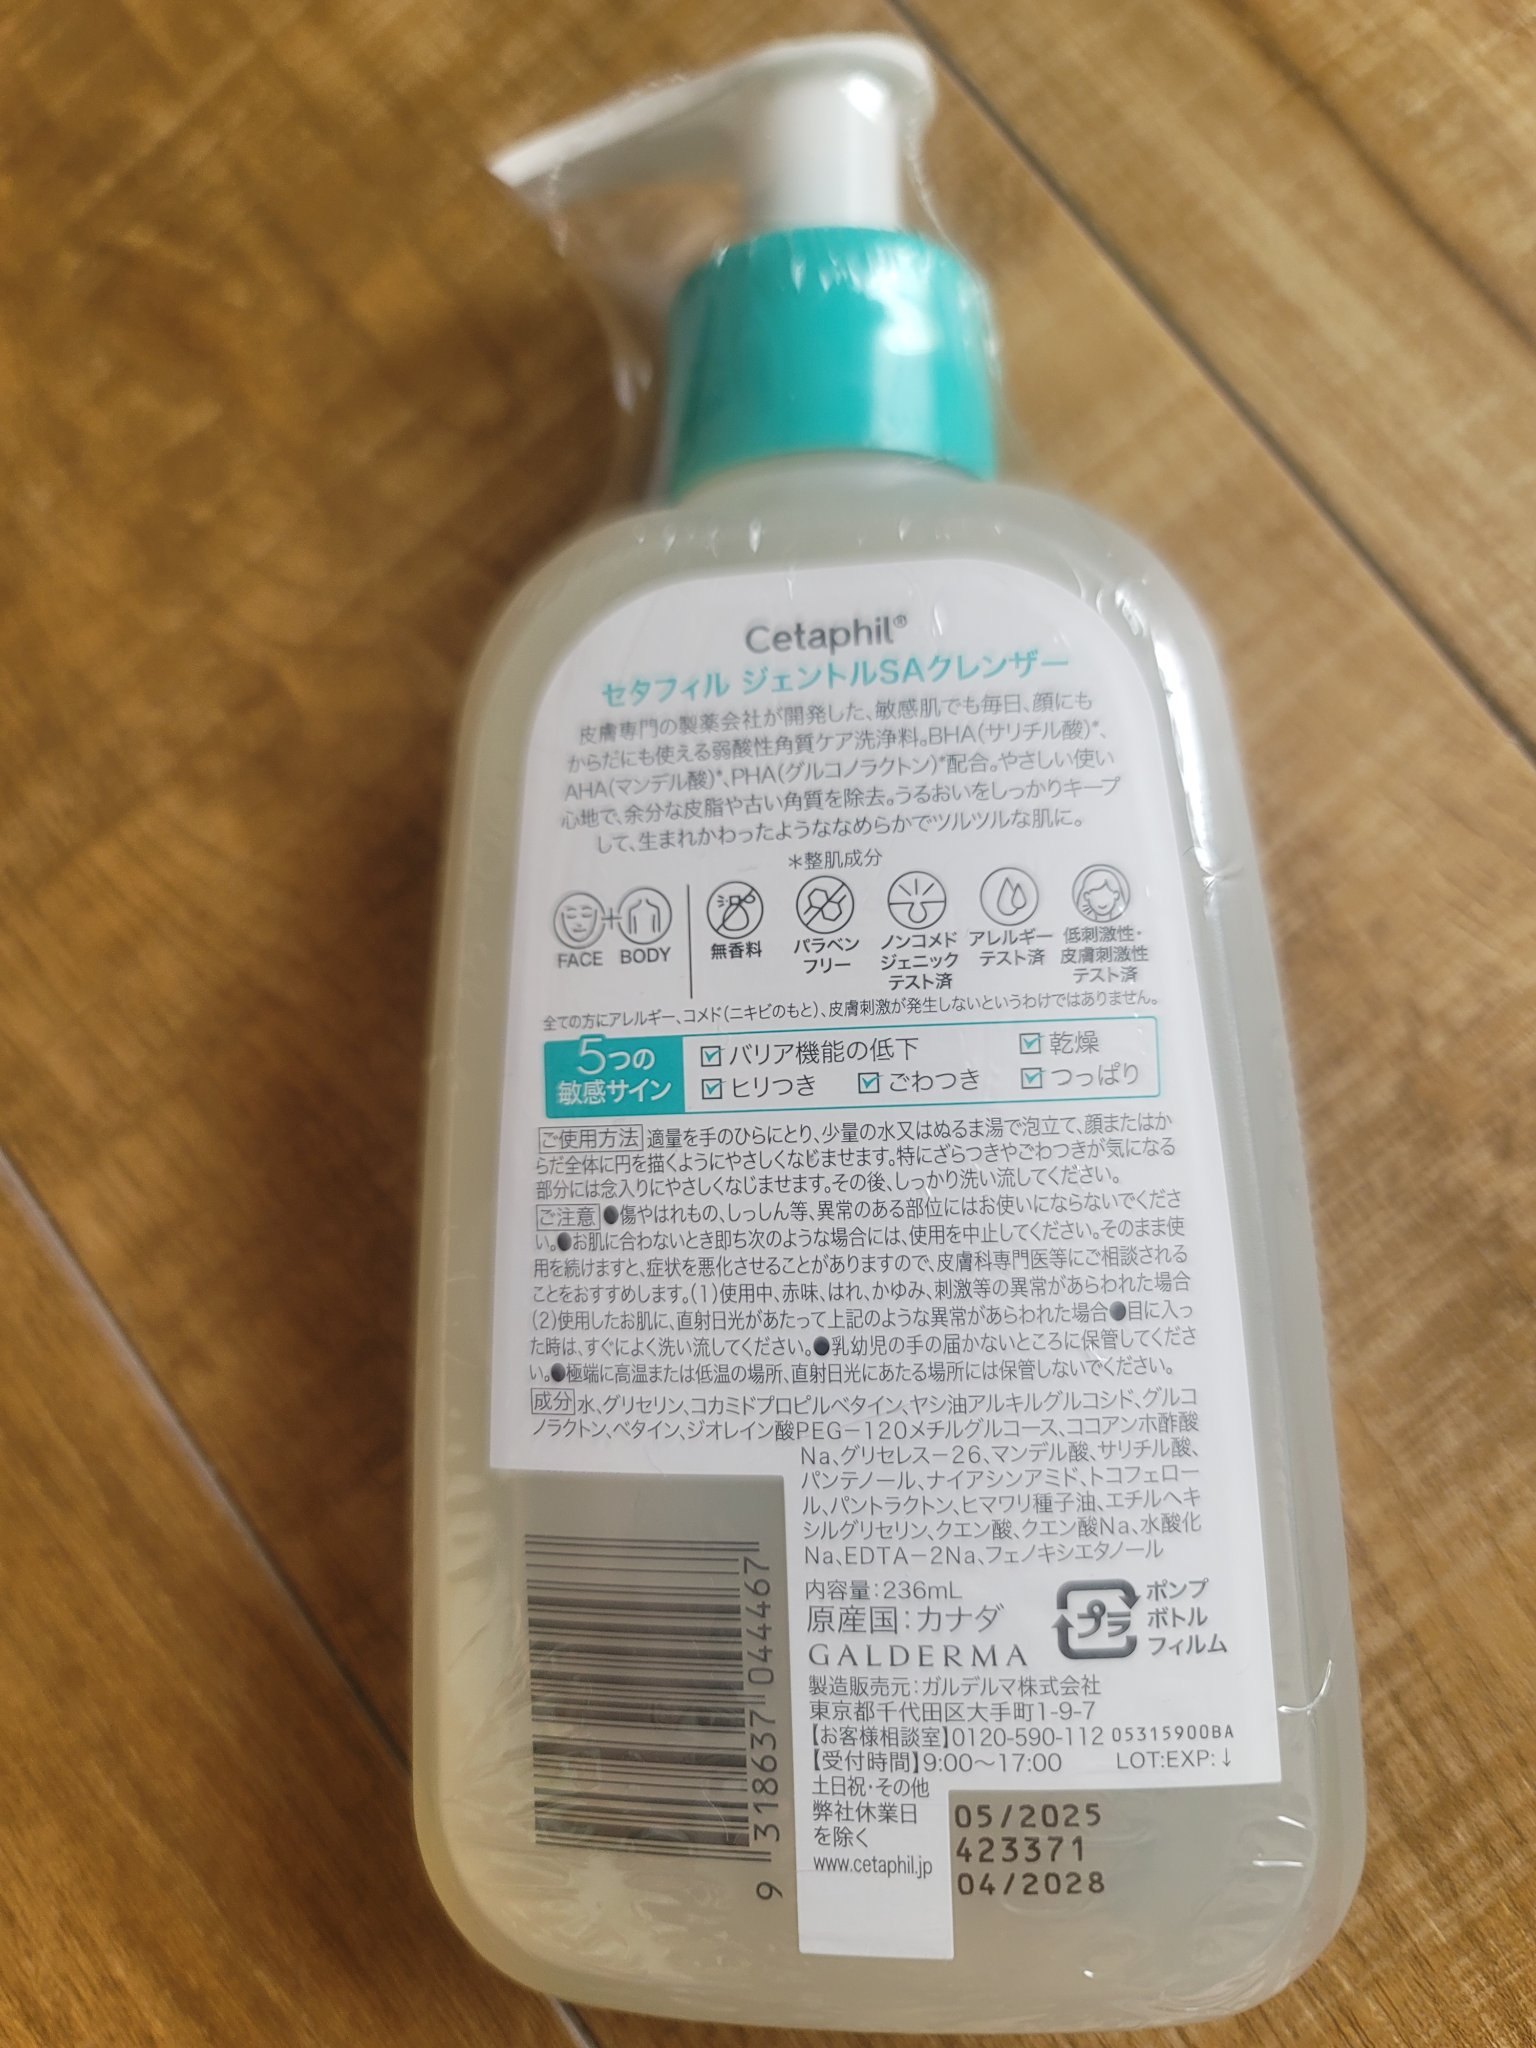 Cetaphil®
セタフィル ジェントルSAクレンザー
皮膚専門の製薬会社が開発した、敏感肌でも毎日、顔にも
からだにも使える弱酸性角質ケア洗浄料。BHA(サリチル酸)*、
AHA(マンデル酸)*、PHA(グルコノラクトン)*配合。やさしい使い
心地で、余分な皮脂や古い角質を除去。うるおいをしっかりキープ
して、生まれかわったようななめらかでツルツルな肌に。
*整肌成分
FACE + BODY
無香料
パラベン
フリー
ノンコメド
ジェニック
テスト済
アレルギー
テスト済
低刺激性・
皮膚刺激性
テスト済
全ての方にアレルギー、コメド(ニキビのもと)、皮膚刺激が発生しないというわけではありません。
5つの
敏感サイン
バリア機能の低下 乾燥
ヒリつき ごわつき つっぱり
ご使用方法 適量を手のひらにとり、少量の水又はぬるま湯で泡立て、顔またはか
らだ全体に円を描くようにやさしくなじませます。特にざらつきやごわつきが気になる
部分には念入りにやさしくなじませます。その後、しっかり洗い流してください。
ご注意 ●傷やはれもの、しっしん等、異常のある部位にはお使いにならないでくださ
い。●お肌に合わないとき即ち次のような場合には、使用を中止してください。そのまま使
用を続けますと、症状を悪化させることがありますので、皮膚科専門医等にご相談される
ことをおすすめします。(1)使用中、赤味、はれ、かゆみ、刺激等の異常があらわれた場合
(2)使用したお肌に、直射日光があたって上記のような異常があらわれた場合●目に入っ
た時は、すぐによく洗い流してください。●乳幼児の手の届かないところに保管してくださ
い。●極端に高温または低温の場所、直射日光にあたる場所には保管しないでください。
成分 水、グリセリン、コカミドプロピルベタイン、ヤシ油アルキルグルコシド、グルコ
ノラクトン、ベタイン、ジオレイン酸PEG-120メチルグルコース、ココアンホ酢酸
Na、グリセレス-26、マンデル酸、サリチル酸、
パンテノール、ナイアシンアミド、トコフェロー
ル、パントラクトン、ヒマワリ種子油、エチルヘキ
シルグリセリン、クエン酸、クエン酸Na、水酸化
Na、EDTA-2Na、フェノキシエタノール
内容量:236mL
原産国:カナダ
GALDERMA
プラ
ポンプ
ボトル
フィルム
製造販売元:ガルデルマ株式会社
東京都千代田区大手町1-9-7
【お客様相談室】0120-590-112 05315900BA
【受付時間】9:00〜17:00 LOT:EXP:↓
土日祝・その他
弊社休業日
を除く
www.cetaphil.jp
05/2025
423371
04/2028
9 318637 044467